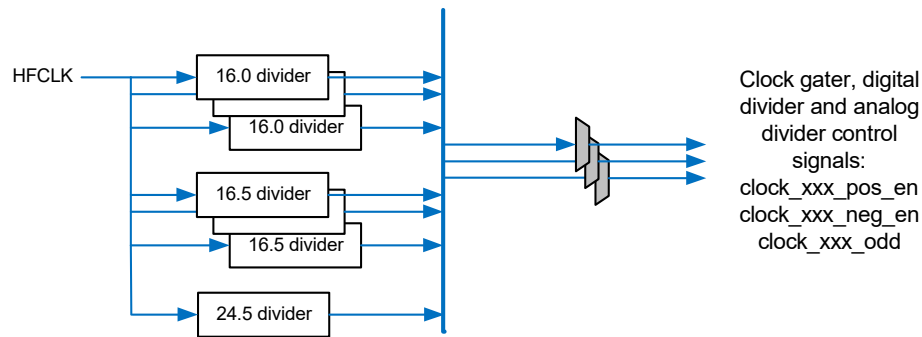 HFCLK
16.0 divider
16.0 divider
16.5 divider
16.5 divider
24.5 divider
Clock gater, digital
divider and analog
divider control
signals:
clock_xxx_pos_en
clock_xxx_neg_en
clock_xxx_odd